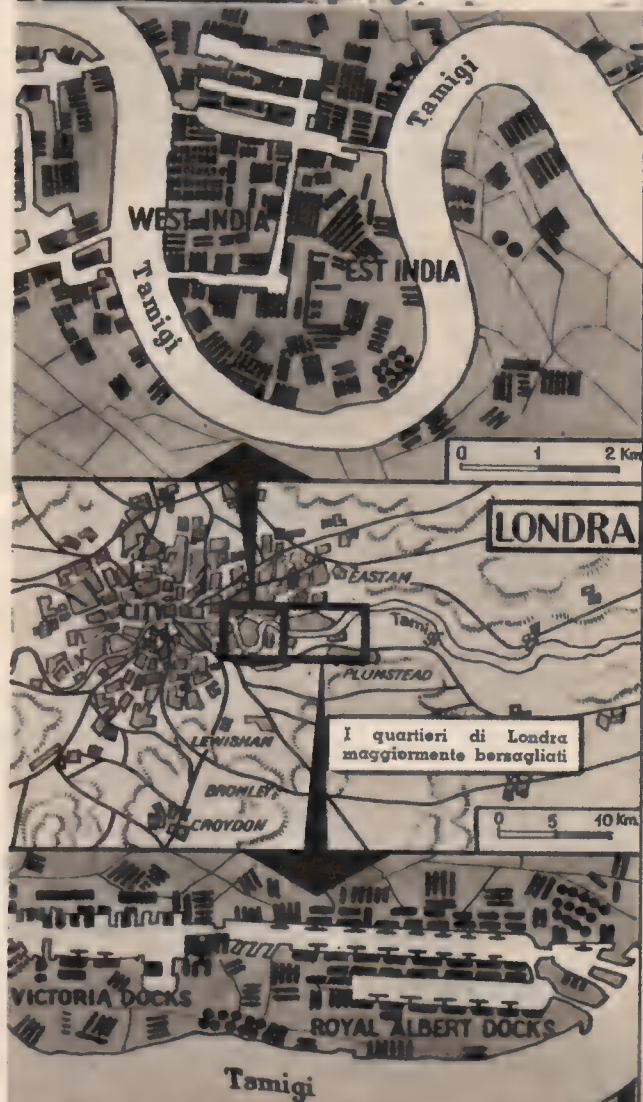 Tamigi
WEST INDIA
EST INDIA
Tamigi
0 1 2 Km.
LONDRA
EASTAM
CITY
Tamigi
PLUMSTEAD
I quartieri di Londra
maggiormente bersagliati
LEWISHAM
BROMLEY
CROYDON
0 5 10 Km.
VICTORIA DOCKS
ROYAL ALBERT DOCKS
Tamigi